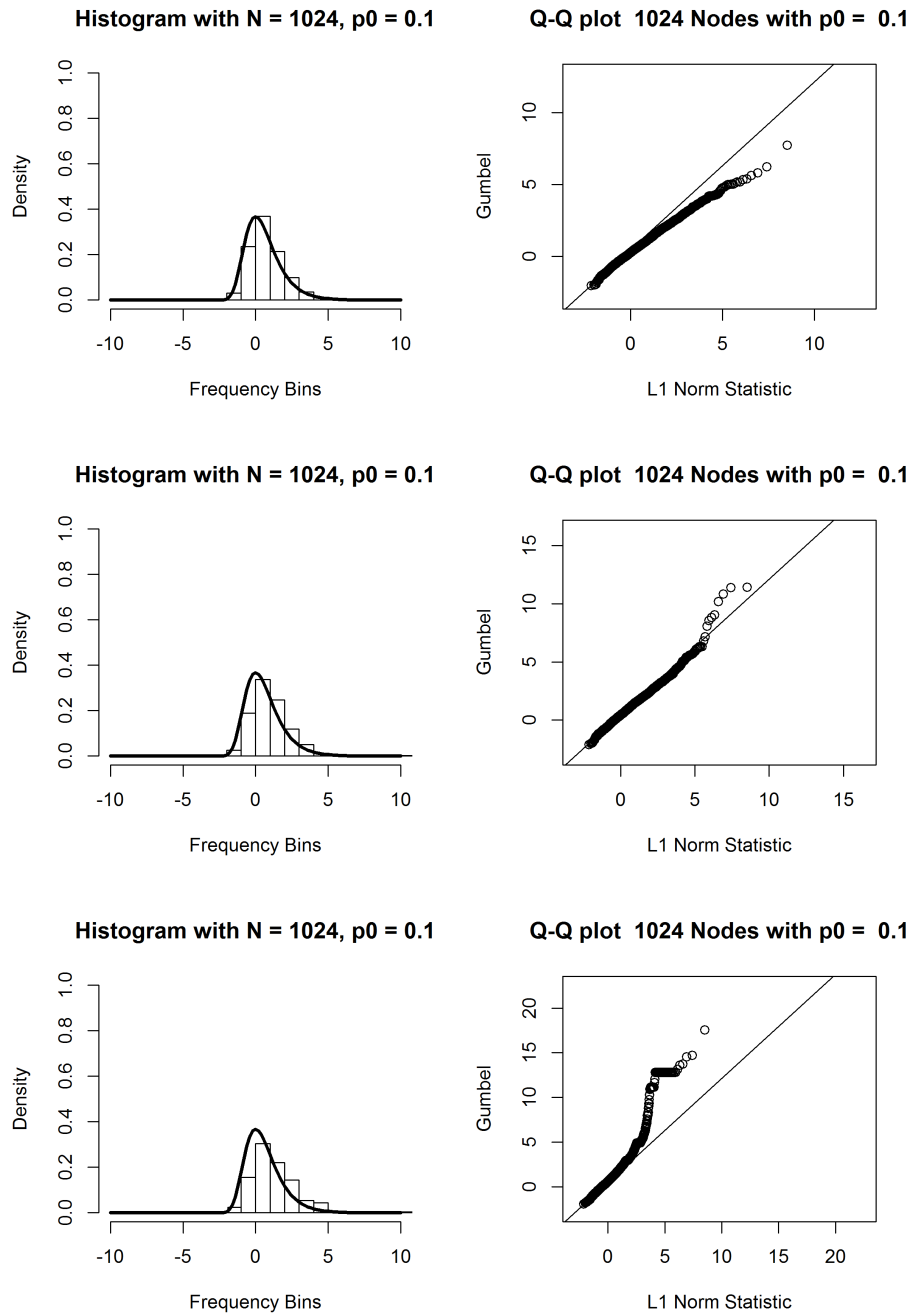 Histogram with N = 1024, p0 = 0.1
Q-Q plot  1024 Nodes with p0 =  0.1
Density
0.0 0.2 0.4 0.6 0.8 1.0
-10 -5 0 5 10
Frequency Bins
Gumbel
0 5 10
0 5 10
L1 Norm Statistic
Histogram with N = 1024, p0 = 0.1
Q-Q plot  1024 Nodes with p0 =  0.1
Density
0.0 0.2 0.4 0.6 0.8 1.0
-10 -5 0 5 10
Frequency Bins
Gumbel
0 5 10 15
0 5 10 15
L1 Norm Statistic
Histogram with N = 1024, p0 = 0.1
Q-Q plot  1024 Nodes with p0 =  0.1
Density
0.0 0.2 0.4 0.6 0.8 1.0
-10 -5 0 5 10
Frequency Bins
Gumbel
0 5 10 15 20
0 5 10 15 20
L1 Norm Statistic